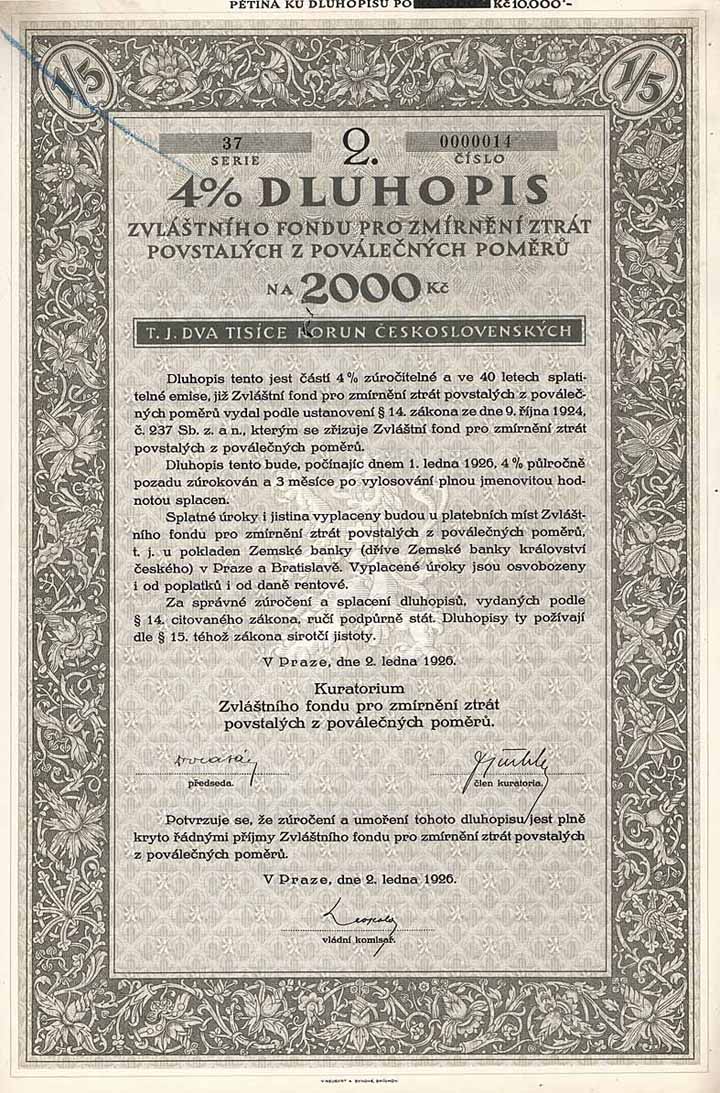 PĚTINA KU DLUHOPISU PO Kč 10,000·–
1/5
1/5
37
SERIE
2.
0000014
ČÍSLO
4% DLUHOPIS
ZVLÁŠTNÍHO FONDU PRO ZMÍRNĚNÍ ZTRÁT
POVSTALÝCH Z POVÁLEČNÝCH POMĚRŮ
NA 2000 Kč
T. J. DVA TISÍCE KORUN ČESKOSLOVENSKÝCH
Dluhopis tento jest částí 4% zúročitelné a ve 40 letech splati-
telné emise, již Zvláštní fond pro zmírnění ztrát povstalých z pováleč-
ných poměrů vydal podle ustanovení § 14. zákona ze dne 9. října 1924,
č. 237 Sb. z. a n., kterým se zřizuje Zvláštní fond pro zmírnění ztrát
povstalých z poválečných poměrů.
Dluhopis tento bude, počínajíc dnem 1. ledna 1926, 4% půlročně
pozadu zúrokován a 3 měsíce po vylosování plnou jmenovitou hod-
notou splacen.
Splatné úroky i jistina vyplaceny budou u platebních míst Zvlášt-
ního fondu pro zmírnění ztrát povstalých z poválečných poměrů,
t. j. u pokladen Zemské banky (dříve Zemské banky království
českého) v Praze a Bratislavě. Vyplacené úroky jsou osvobozeny
i od poplatků i od daně rentové.
Za správné zúročení a splacení dluhopisů, vydaných podle
§ 14. citovaného zákona, ručí podpůrně stát. Dluhopisy ty požívají
dle § 15. téhož zákona sirotčí jistoty.
V Praze, dne 2. ledna 1926.
Kuratorium
Zvláštního fondu pro zmírnění ztrát
povstalých z poválečných poměrů.
předseda.
člen kuratoria.
Potvrzuje se, že zúročení a umoření tohoto dluhopisu jest plně
kryto řádnými příjmy Zvláštního fondu pro zmírnění ztrát povstalých
z poválečných poměrů.
V Praze, dne 2. ledna 1926.
vládní komisař.
V. NEUBERT A SYNOVÉ, SMÍCHOV.